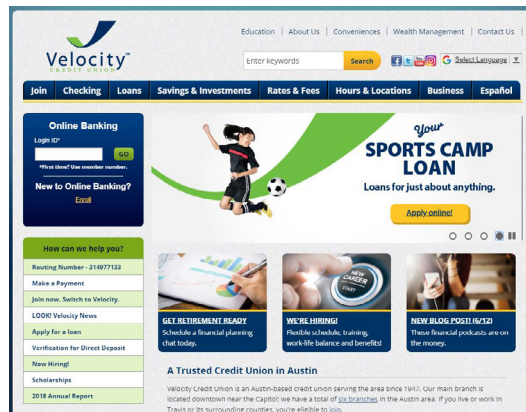 Education | About Us | Conveniences | Wealth Management | Contact Us
Velocity™
CREDIT UNION
Enter keywords
Search
Select Language
Join Checking Loans Savings & Investments Rates & Fees Hours & Locations Business Español
Online Banking
Login ID*
GO
*First time? Use member number.
New to Online Banking?
Enroll
Your
SPORTS CAMP
LOAN
Loans for just about anything.
Apply online!
How can we help you?
Routing Number - 314977133
Make a Payment
Join now. Switch to Velocity.
LOOK! Velocity News
Apply for a loan
Verification for Direct Deposit
Now Hiring!
Scholarships
2018 Annual Report
NEW
CAREER
START
GET RETIREMENT READY
Schedule a financial planning
chat today.
WE'RE HIRING!
Flexible schedule, training,
work-life balance and benefits!
NEW BLOG POST! (6/12)
These financial podcasts are on
the money.
A Trusted Credit Union in Austin
Velocity Credit Union is an Austin-based credit union serving the area since 1947. Our main branch is
located downtown near the Capitol; we have a total of six branches in the Austin area. If you live or work in
Travis or its surrounding counties, you're eligible to join.